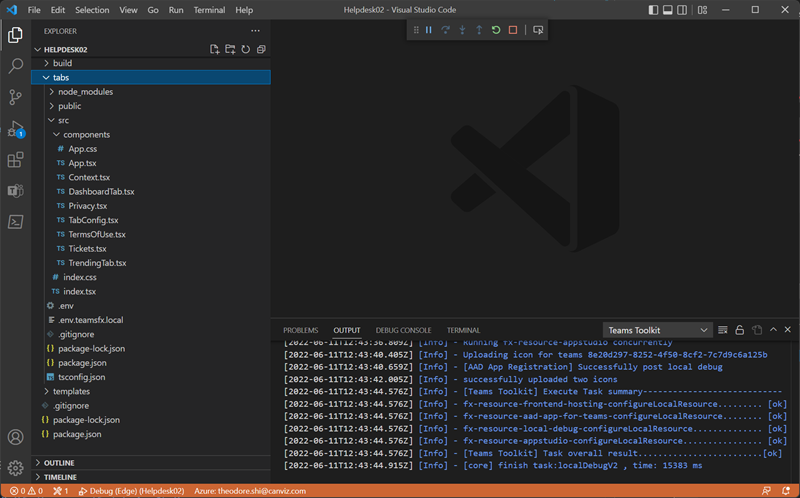 File Edit Selection View Go Run Terminal Help Helpdesk02 - Visual Studio Code
EXPLORER
HELPDESK02
build
tabs
node_modules
public
src
components
# App.css
TS App.tsx
TS Context.tsx
TS DashboardTab.tsx
TS Privacy.tsx
TS TabConfig.tsx
TS TermsOfUse.tsx
TS Tickets.tsx
TS TrendingTab.tsx
# index.css
TS index.tsx
.env
.env.teamsfx.local
.gitignore
{} package-lock.json
{} package.json
TS tsconfig.json
templates
.gitignore
{} package-lock.json
{} package.json
OUTLINE
TIMELINE
1
PROBLEMS OUTPUT DEBUG CONSOLE TERMINAL Teams Toolkit
[2022-06-11T12:43:36.809Z] [Info] - Running fx-resource-appstudio concurrently
[2022-06-11T12:43:40.405Z] [Info] - Uploading icon for teams 8e20d297-8252-4f50-8cf2-7c7d9c6a125b
[2022-06-11T12:43:40.659Z] [Info] - [AAD App Registration] Successfully post local debug
[2022-06-11T12:43:42.005Z] [Info] - successfully uploaded two icons
[2022-06-11T12:43:44.576Z] [Info] - [Teams Toolkit] Execute Task summary-----------------------------
[2022-06-11T12:43:44.576Z] [Info] - fx-resource-frontend-hosting-configureLocalResource......... [ok]
[2022-06-11T12:43:44.576Z] [Info] - fx-resource-aad-app-for-teams-configureLocalResource........ [ok]
[2022-06-11T12:43:44.576Z] [Info] - fx-resource-local-debug-configureLocalResource.............. [ok]
[2022-06-11T12:43:44.576Z] [Info] - fx-resource-appstudio-configureLocalResource................ [ok]
[2022-06-11T12:43:44.576Z] [Info] - [Teams Toolkit] Task overall result..........................[ok]
[2022-06-11T12:43:44.915Z] [Info] - [core] finish task:localDebugV2 , time: 15383 ms
0 0 1 Debug (Edge) (Helpdesk02) Azure: theodore.shi@canviz.com